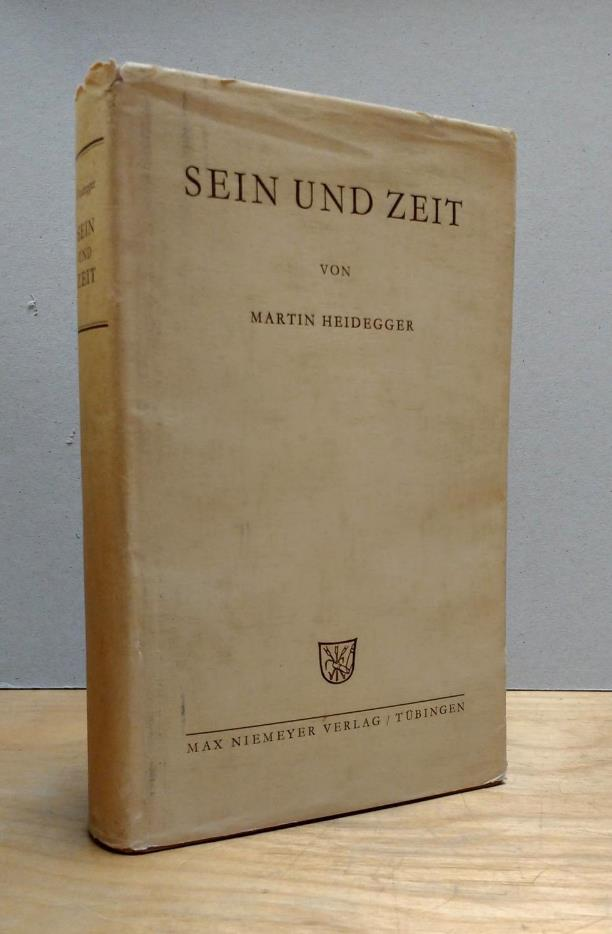 SEIN UND ZEIT
VON
MARTIN HEIDEGGER
MAX NIEMEYER VERLAG / TÜBINGEN
SEIN
UND
ZEIT